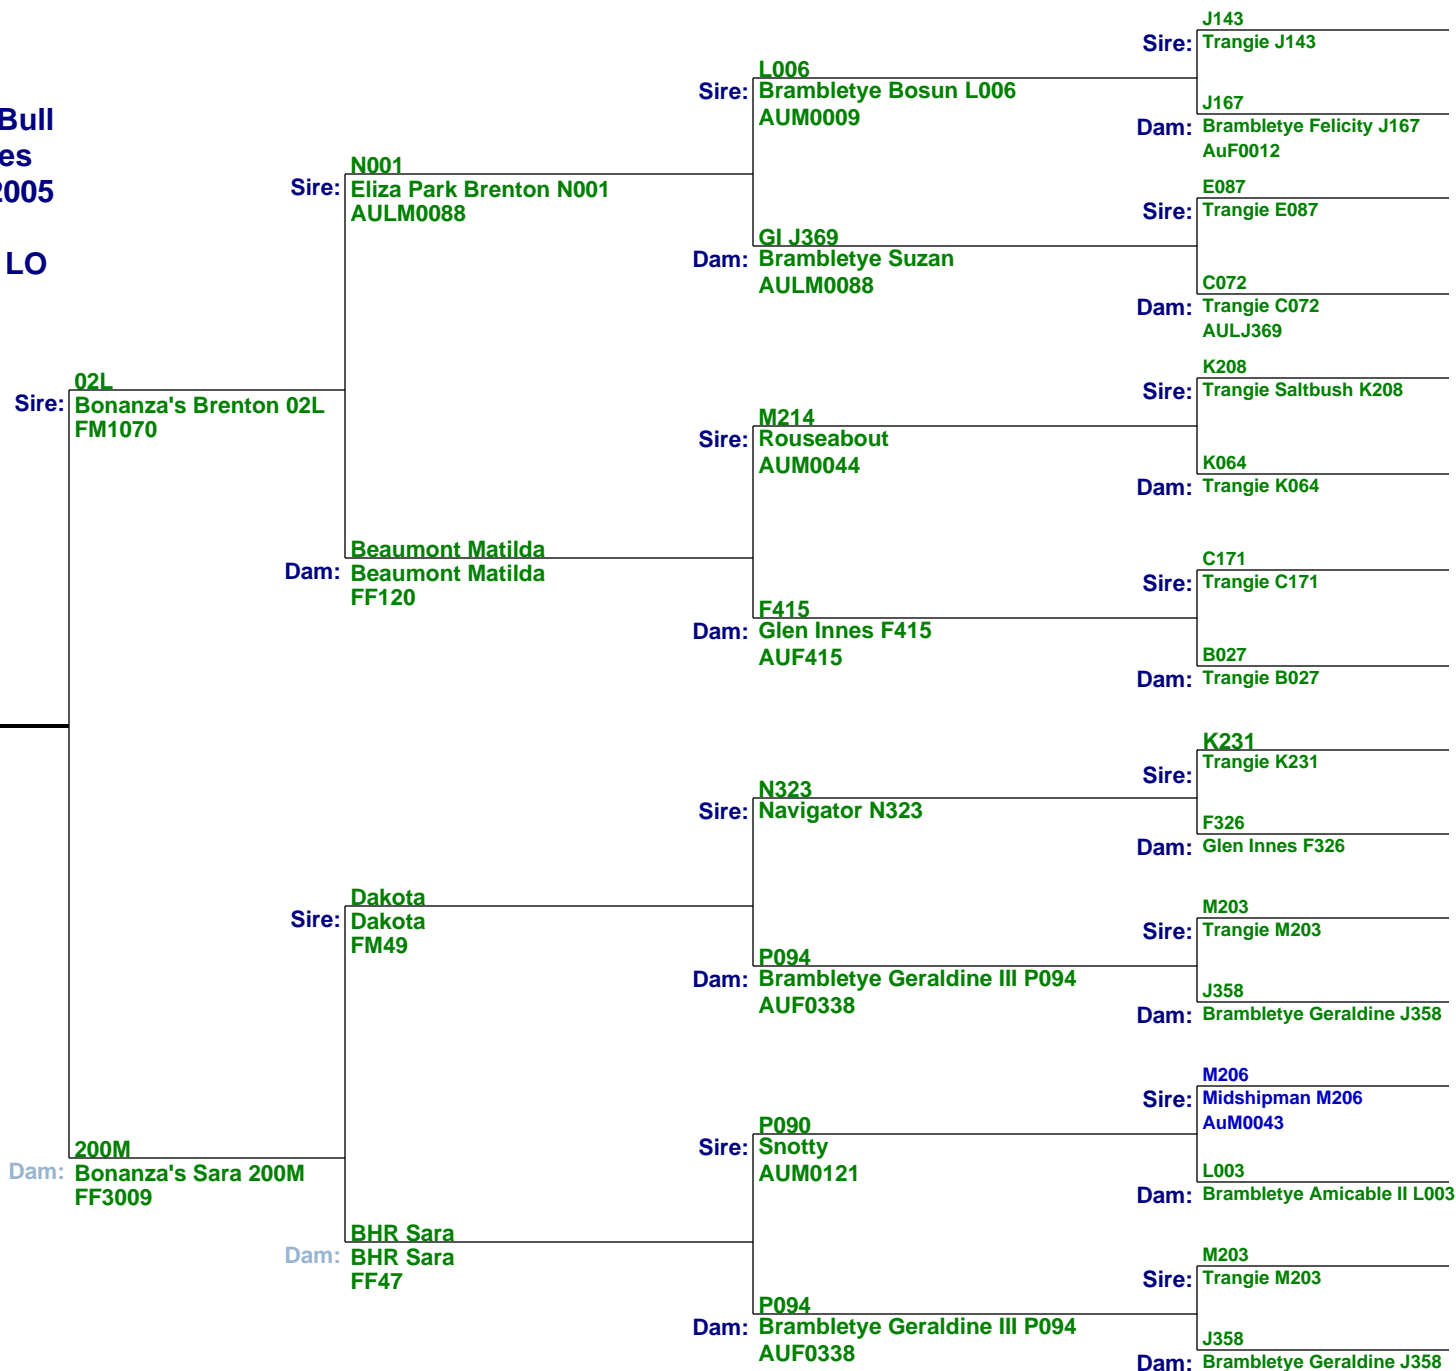 Bull
es
2005
LO
Sire:
02L
Bonanza's Brenton 02L
FM1070
Dam:
200M
Bonanza's Sara 200M
FF3009
Sire:
N001
Eliza Park Brenton N001
AULM0088
Dam:
Beaumont Matilda
Beaumont Matilda
FF120
Sire:
Dakota
Dakota
FM49
Dam:
BHR Sara
BHR Sara
FF47
Sire:
L006
Brambletye Bosun L006
AUM0009
Dam:
GI J369
Brambletye Suzan
AULM0088
Sire:
M214
Rouseabout
AUM0044
Dam:
F415
Glen Innes F415
AUF415
Sire:
N323
Navigator N323
Dam:
P094
Brambletye Geraldine III P094
AUF0338
Sire:
P090
Snotty
AUM0121
Dam:
P094
Brambletye Geraldine III P094
AUF0338
Sire:
J143
Trangie J143
Dam:
J167
Brambletye Felicity J167
AuF0012
Sire:
E087
Trangie E087
Dam:
C072
Trangie C072
AULJ369
Sire:
K208
Trangie Saltbush K208
Dam:
K064
Trangie K064
Sire:
C171
Trangie C171
Dam:
B027
Trangie B027
Sire:
K231
Trangie K231
Dam:
F326
Glen Innes F326
Sire:
M203
Trangie M203
Dam:
J358
Brambletye Geraldine J358
Sire:
M206
Midshipman M206
AuM0043
Dam:
L003
Brambletye Amicable II L003
Sire:
M203
Trangie M203
Dam:
J358
Brambletye Geraldine J358